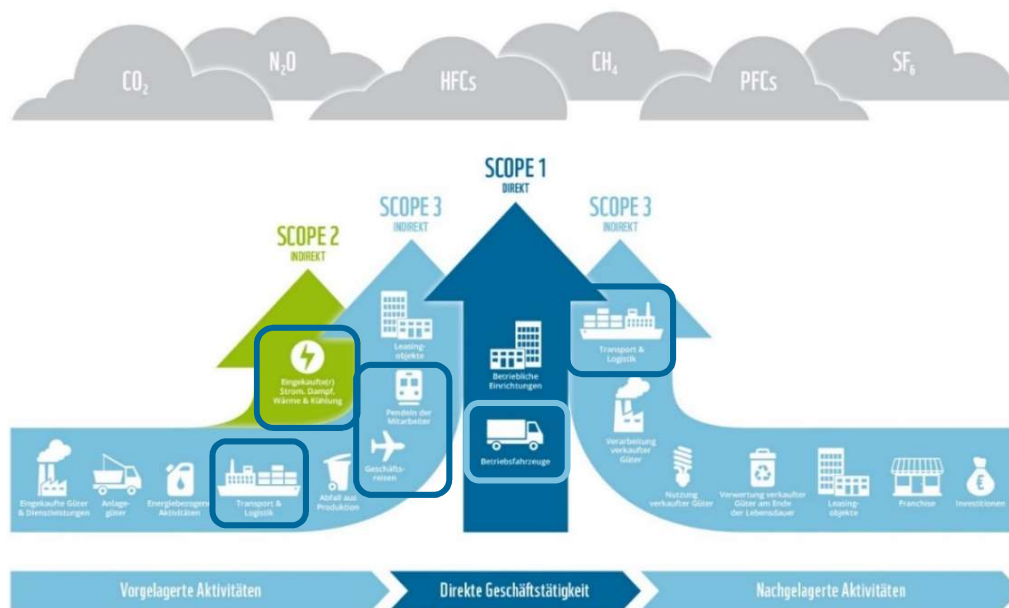 CO₂
N₂O
HFCs
CH₄
PFCs
SF₆
SCOPE 1
DIREKT
SCOPE 3
INDIREKT
SCOPE 3
INDIREKT
SCOPE 2
INDIREKT
Leasing-
objekte
Transport &
Logistik
Betriebliche
Einrichtungen
Eingekaufte(r)
Strom, Dampf,
Wärme & Kühlung
Pendeln der
Mitarbeiter
Verarbeitung
verkaufter
Güter
Geschäfts-
reisen
Betriebsfahrzeuge
Eingekaufte Güter
& Dienstleistungen
Anlage-
güter
Energiebezogene
Aktivitäten
Transport &
Logistik
Abfall aus
Produktion
Nutzung
verkaufter Güter
Verwertung verkaufter
Güter am Ende
der Lebensdauer
Leasing-
objekte
Franchise
€
Investitionen
Vorgelagerte Aktivitäten
Direkte Geschäftstätigkeit
Nachgelagerte Aktivitäten